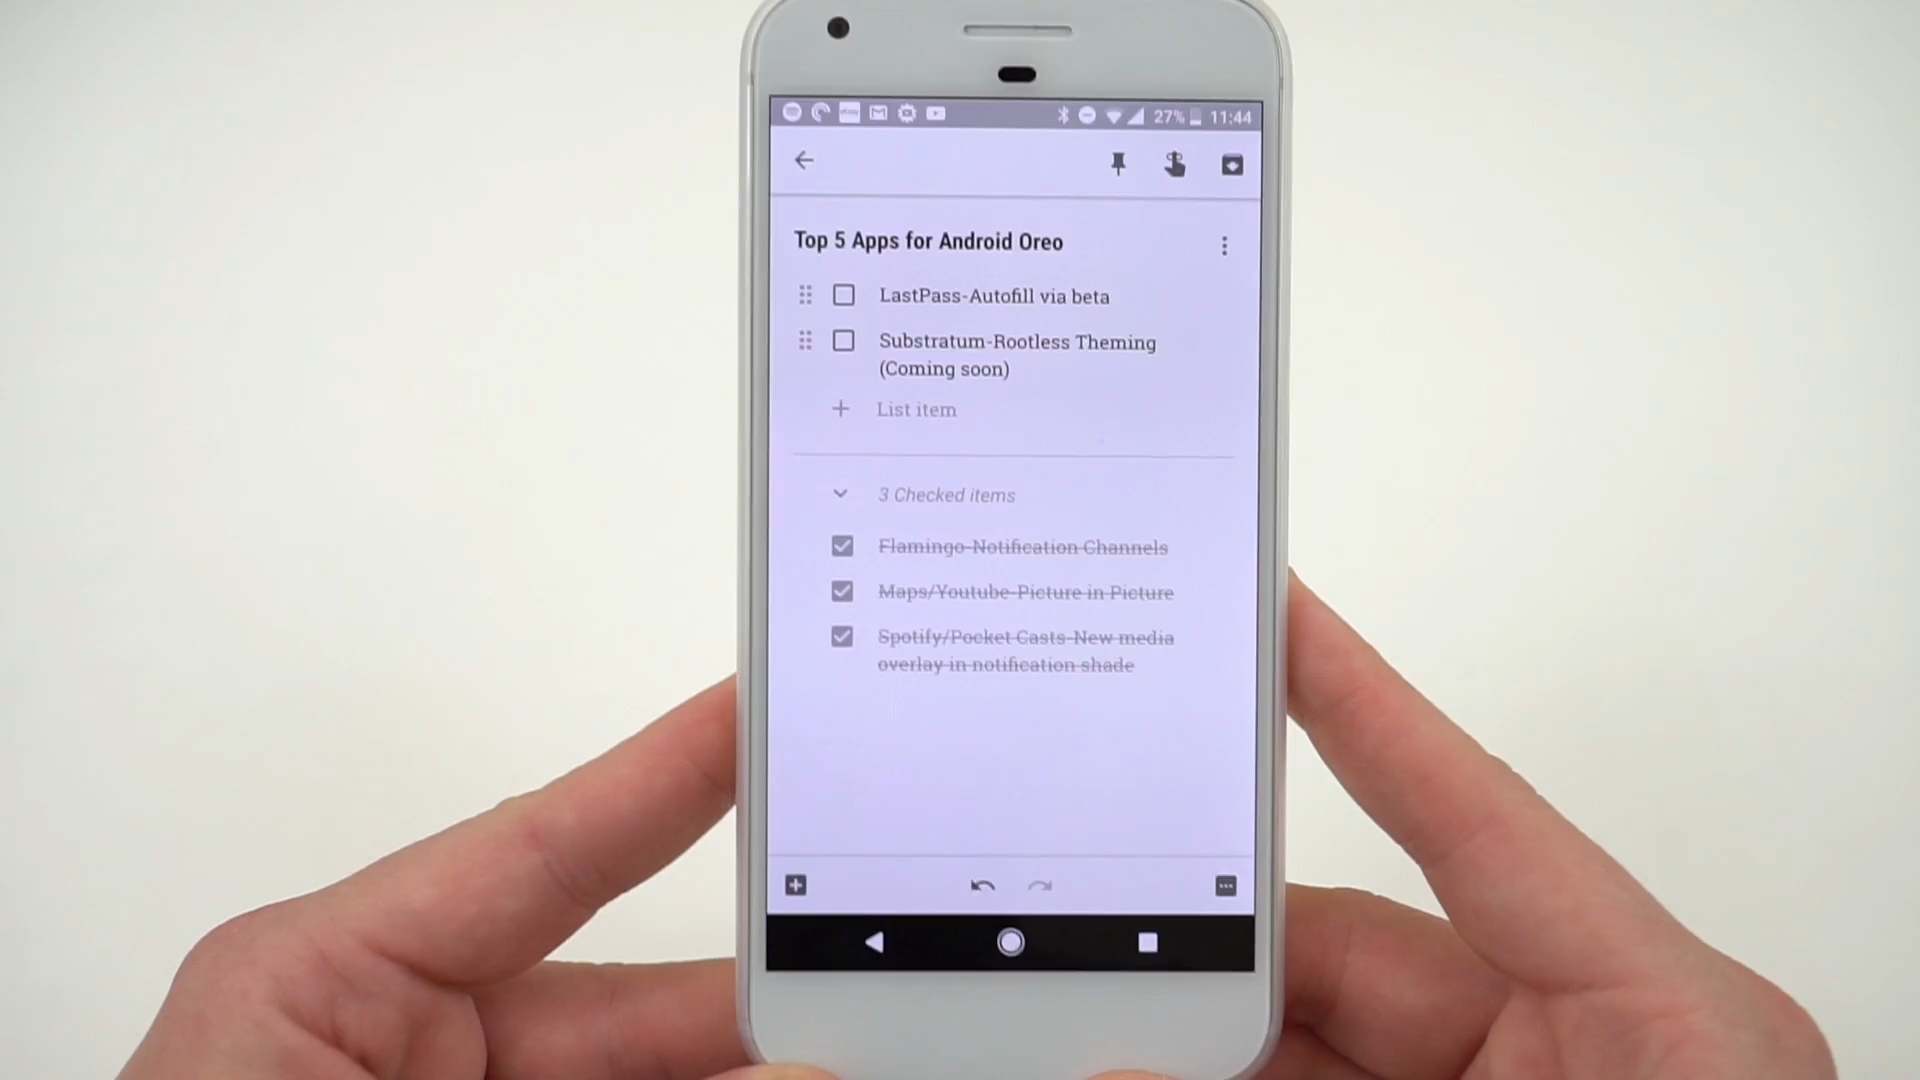 27% 11:44
Top 5 Apps for Android Oreo
LastPass-Autofill via beta
Substratum-Rootless Theming
(Coming soon)
List item
3 Checked items
Flamingo-Notification Channels
Maps/Youtube-Picture in Picture
Spotify/Pocket Casts-New media
overlay in notification shade